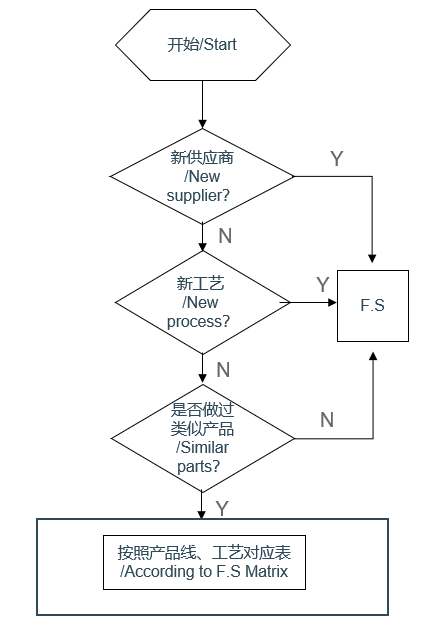 开始/Start
新供应商
/New
supplier?
Y
N
新工艺
/New
process?
Y
F.S
N
是否做过
类似产品
/Similar
parts?
N
Y
按照产品线、工艺对应表
/According to F.S Matrix